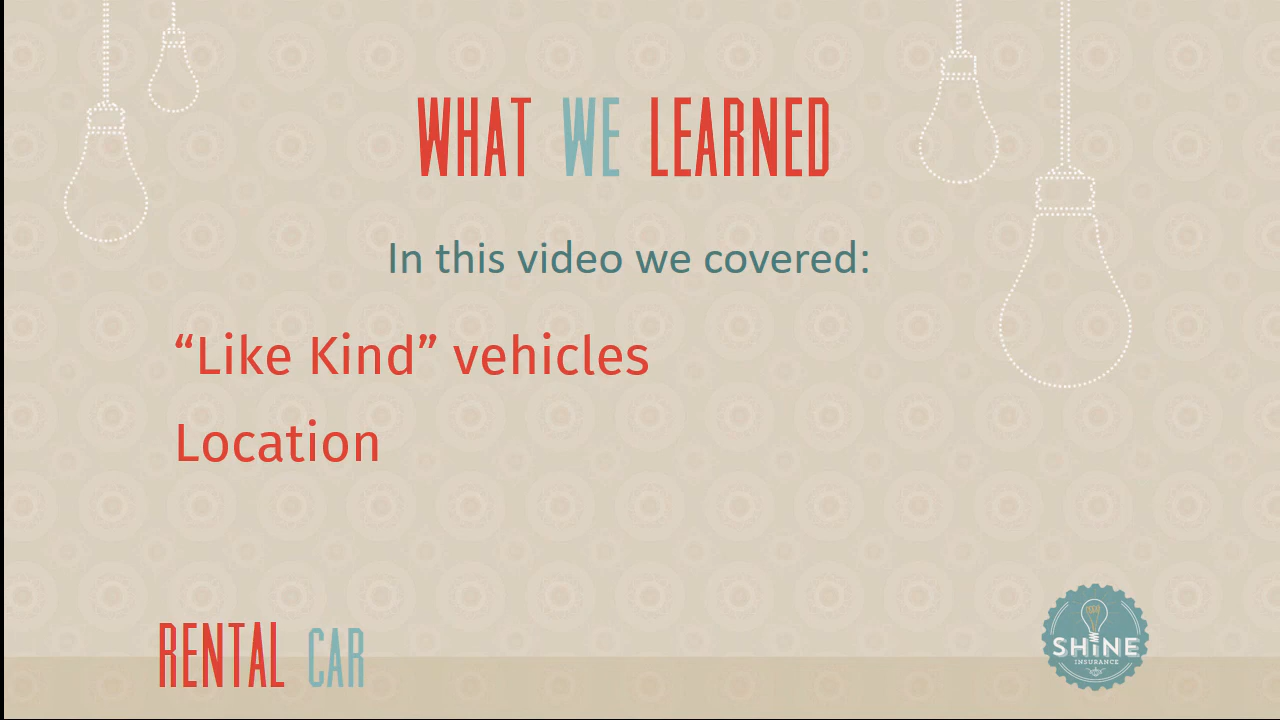 WHAT WE LEARNED
In this video we covered:
“Like Kind” vehicles
Location
RENTAL CAR
SHINE
INSURANCE